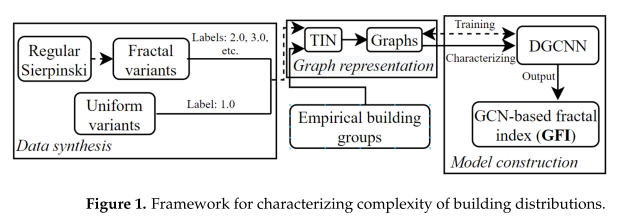 Regular
Sierpinski
Fractal
variants
Labels: 2.0, 3.0,
etc.
Uniform
variants
Label: 1.0
Data synthesis
TIN
Graphs
Graph representation
Empirical building
groups
Training
Characterizing
DGCNN
Output
GCN-based fractal
index (GFI)
Model construction
Figure 1. Framework for characterizing complexity of building distributions.